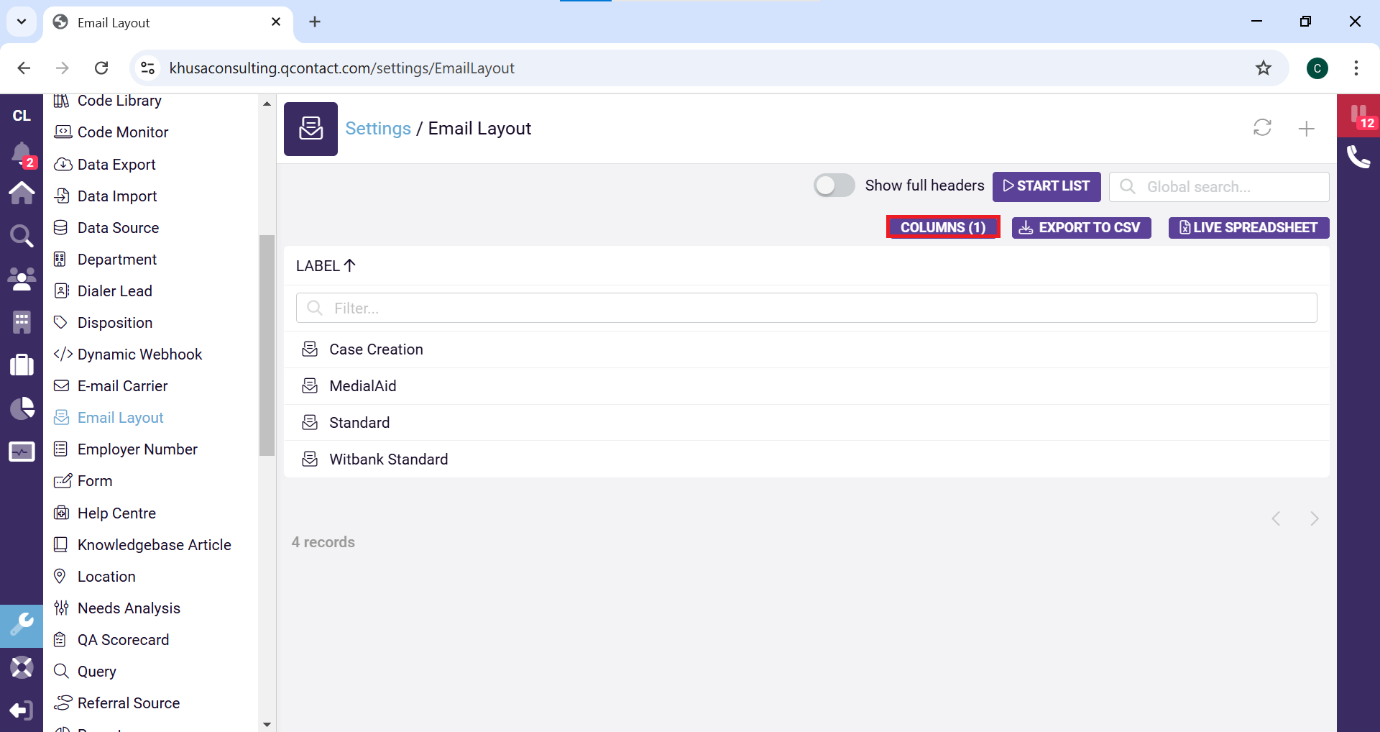 Email Layout
khusaconsulting.qcontact.com/settings/EmailLayout
C
CL
2
Code Library
Code Monitor
Data Export
Data Import
Data Source
Department
Dialer Lead
Disposition
Dynamic Webhook
E-mail Carrier
Email Layout
Employer Number
Form
Help Centre
Knowledgebase Article
Location
Needs Analysis
QA Scorecard
Query
Referral Source
Settings / Email Layout
Show full headers
START LIST
Global search...
COLUMNS (1)
EXPORT TO CSV
LIVE SPREADSHEET
LABEL
Filter...
Case Creation
MedialAid
Standard
Witbank Standard
4 records
12